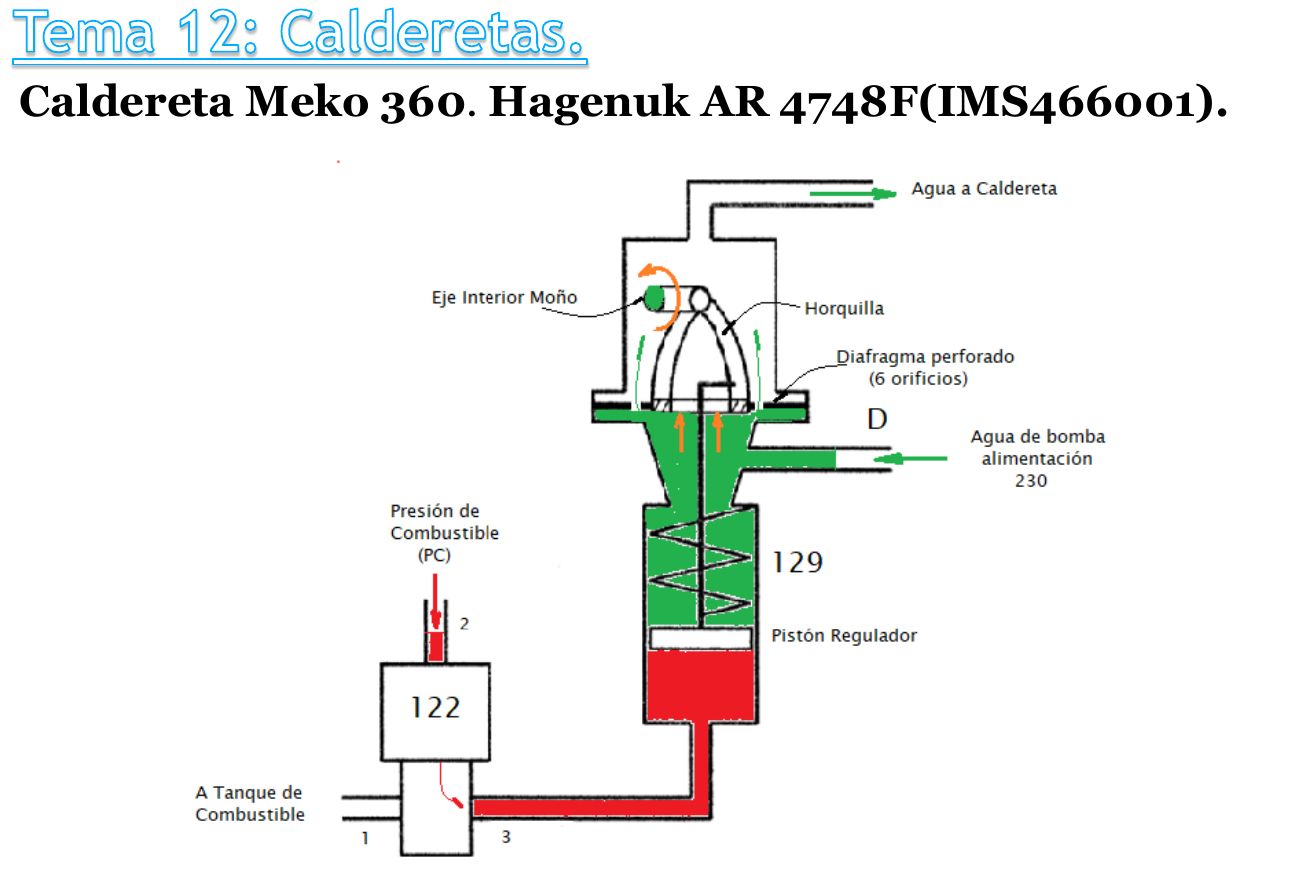 Tema 12: Calderetas.
Caldereta Meko 360. Hagenuk AR 4748F(IMS466001).
Agua a Caldereta
Eje Interior Moño
Horquilla
Diafragma perforado
(6 orificios)
D
Agua de bomba
alimentación
230
Presión de
Combustible
(PC)
129
2
Pistón Regulador
122
A Tanque de
Combustible
1
3